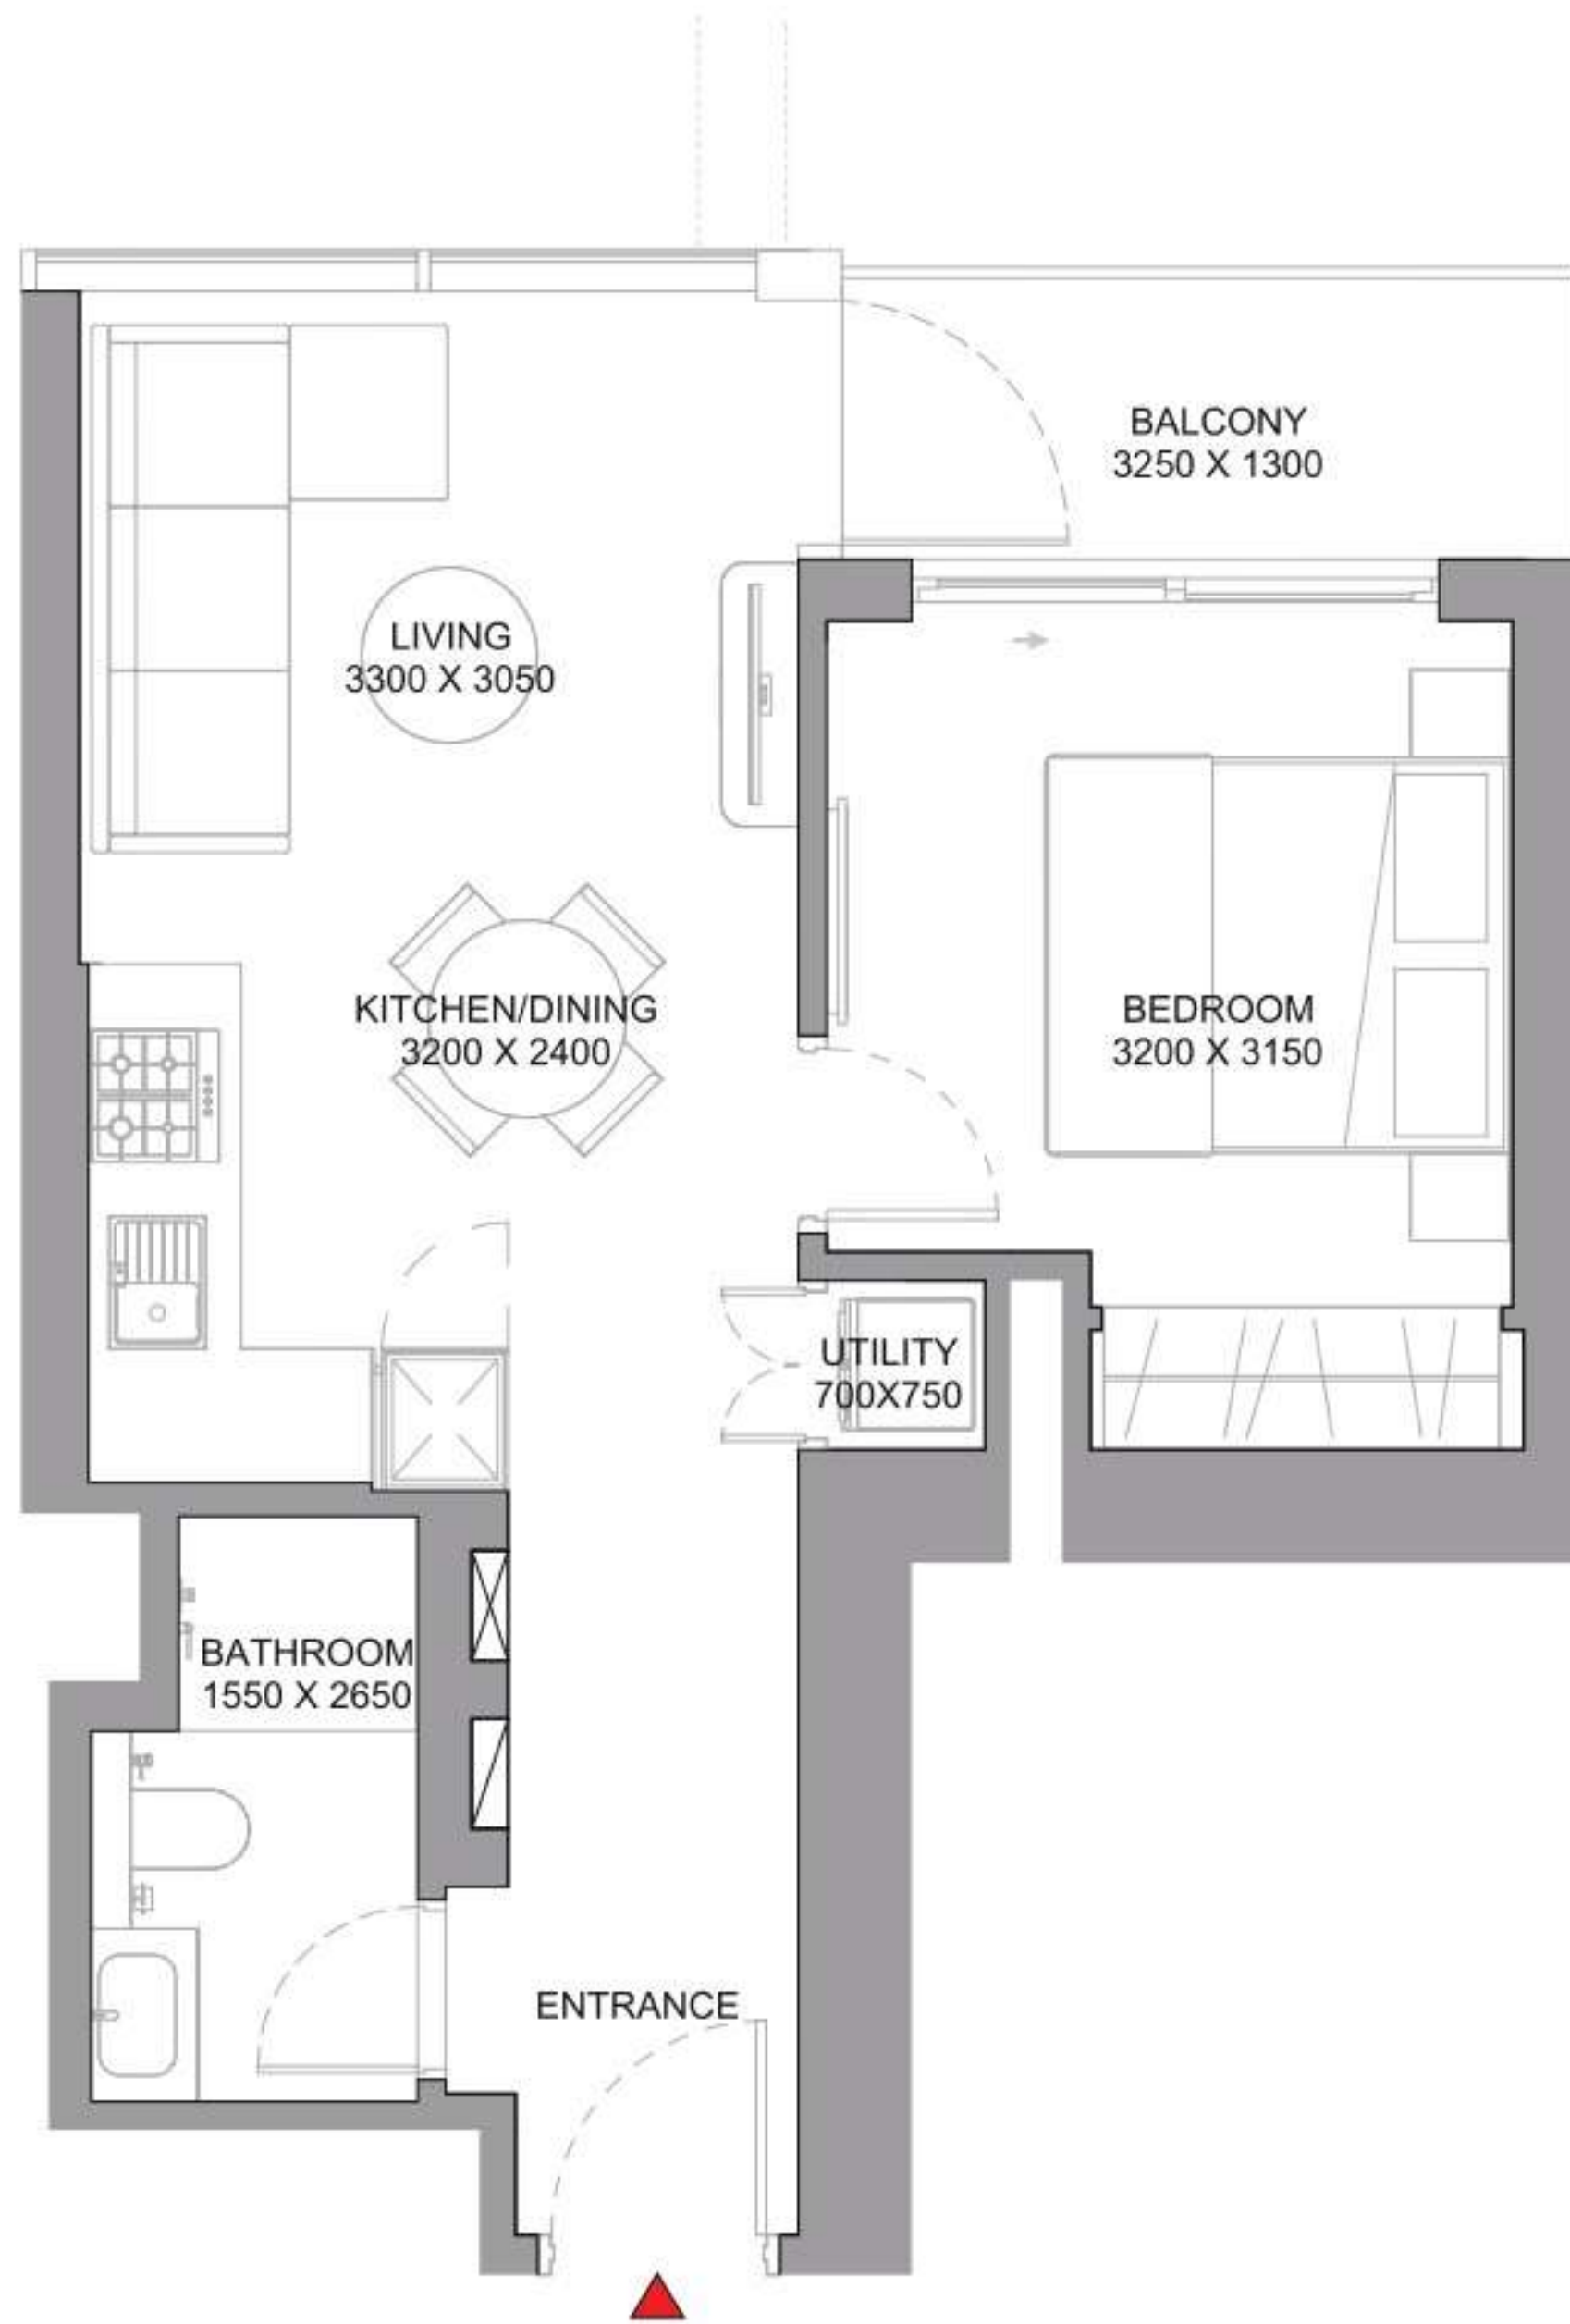 BALCONY
3250 X 1300
LIVING
3300 X 3050
KITCHEN/DINING
3200 X 2400
BEDROOM
3200 X 3150
UTILITY
700X750
BATHROOM
1550 X 2650
ENTRANCE